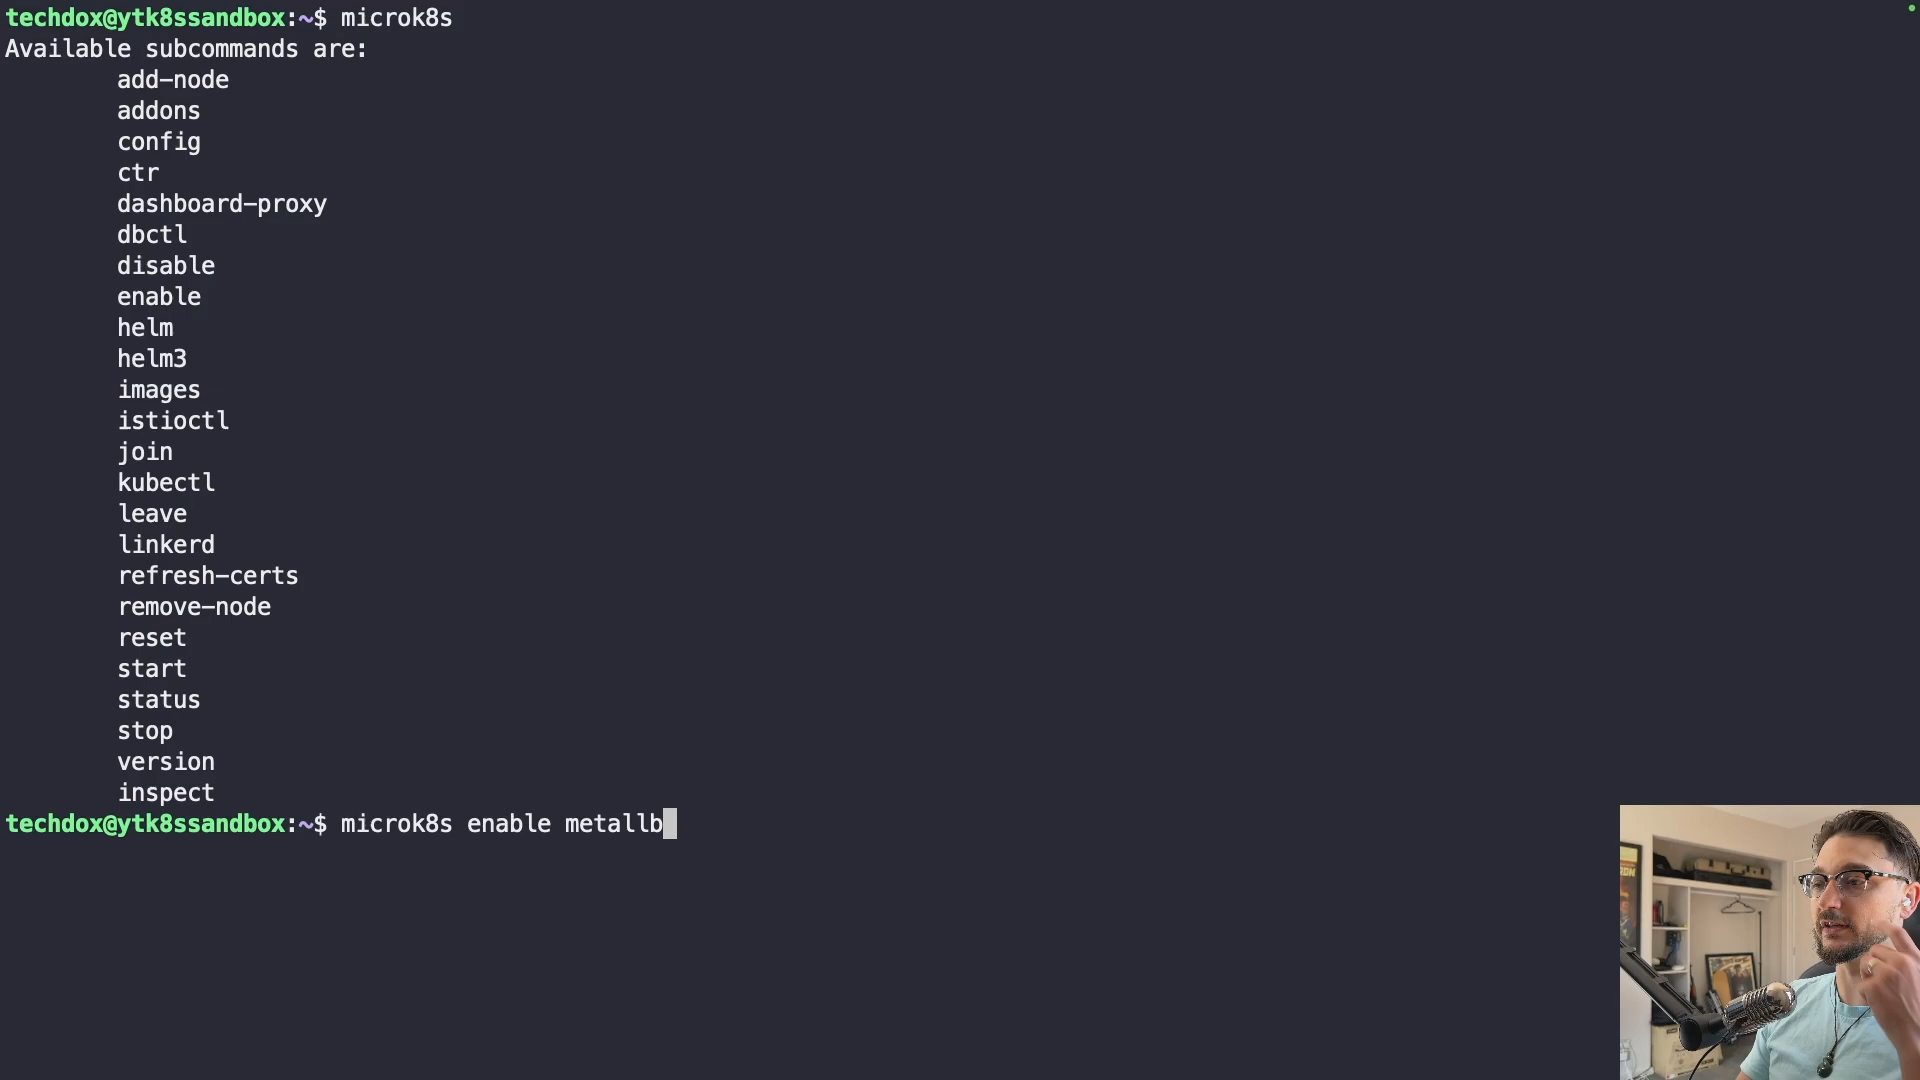 techdox@ytk8ssandbox:~$ microk8s
Available subcommands are:
add-node
addons
config
ctr
dashboard-proxy
dbctl
disable
enable
helm
helm3
images
istioctl
join
kubectl
leave
linkerd
refresh-certs
remove-node
reset
start
status
stop
version
inspect
techdox@ytk8ssandbox:~$ microk8s enable metallb